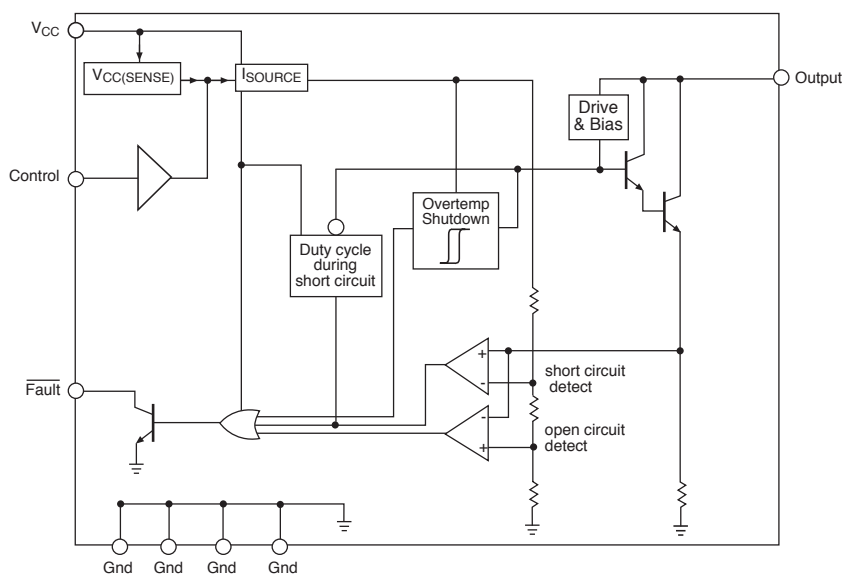 VCC
VCC(SENSE)
ISOURCE
Output
Drive
& Bias
Control
Overtemp
Shutdown
Duty cycle
during
short circuit
+
-
short circuit
detect
Fault
-
+
open circuit
detect
Gnd
Gnd
Gnd
Gnd